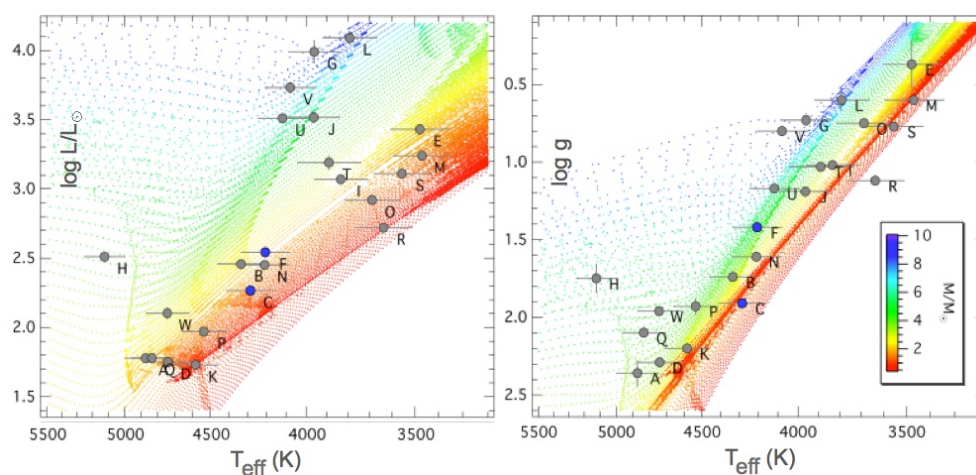 4.0
3.5
3.0
2.5
2.0
1.5
log L/L☉
5500 5000 4500 4000 3500
T_eff (K)
L
G
V
U J
E
T M
S
I
O
R
H F
B N
C
W
P
A Q D K
0.5
1.0
1.5
2.0
2.5
log g
5500 5000 4500 4000 3500
T_eff (K)
E
L M
G O S
V
T I
R
U J
F
N
H B
C
W P
Q
K
A D
10
8
6
4
2
M/M☉